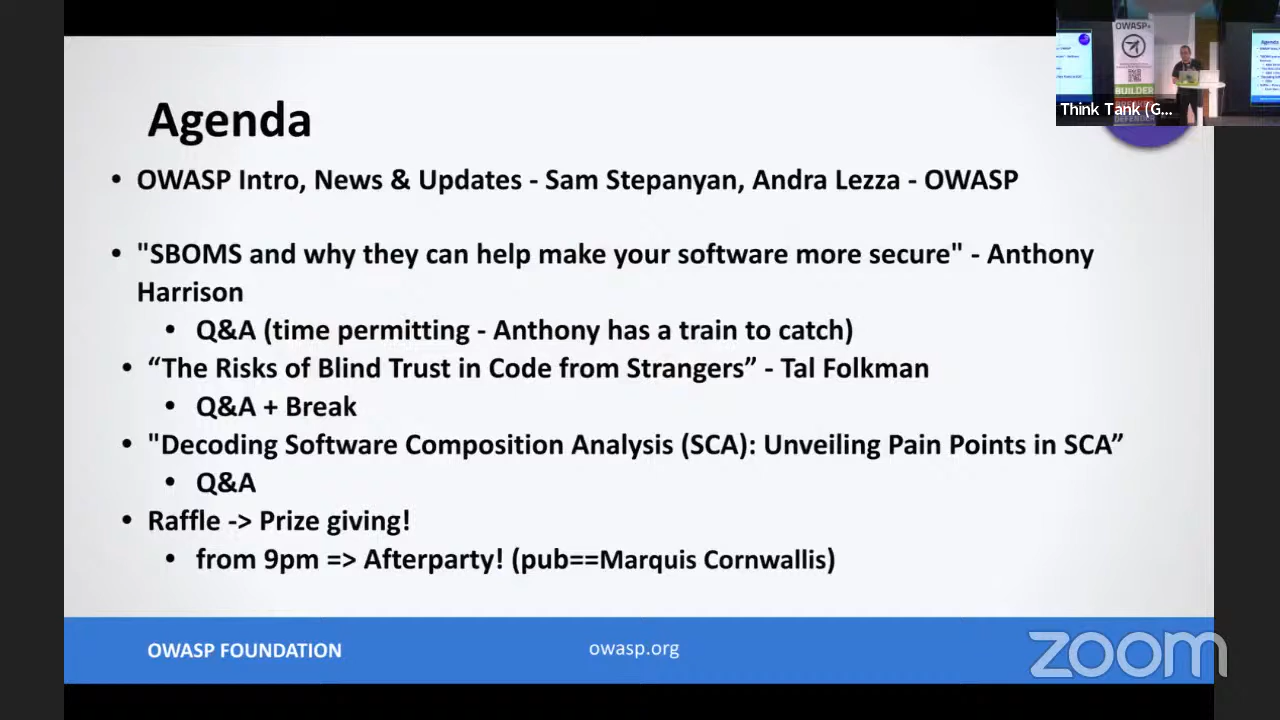 OWASP
BUILDER
Think Tank (G...
Agenda
• OWASP Intro, News & Updates - Sam Stepanyan, Andra Lezza - OWASP
• "SBOMS and why they can help make your software more secure" - Anthony
Harrison
• Q&A (time permitting - Anthony has a train to catch)
• “The Risks of Blind Trust in Code from Strangers” - Tal Folkman
• Q&A + Break
• "Decoding Software Composition Analysis (SCA): Unveiling Pain Points in SCA”
• Q&A
• Raffle -> Prize giving!
• from 9pm => Afterparty! (pub==Marquis Cornwallis)
OWASP FOUNDATION
owasp.org
zoom